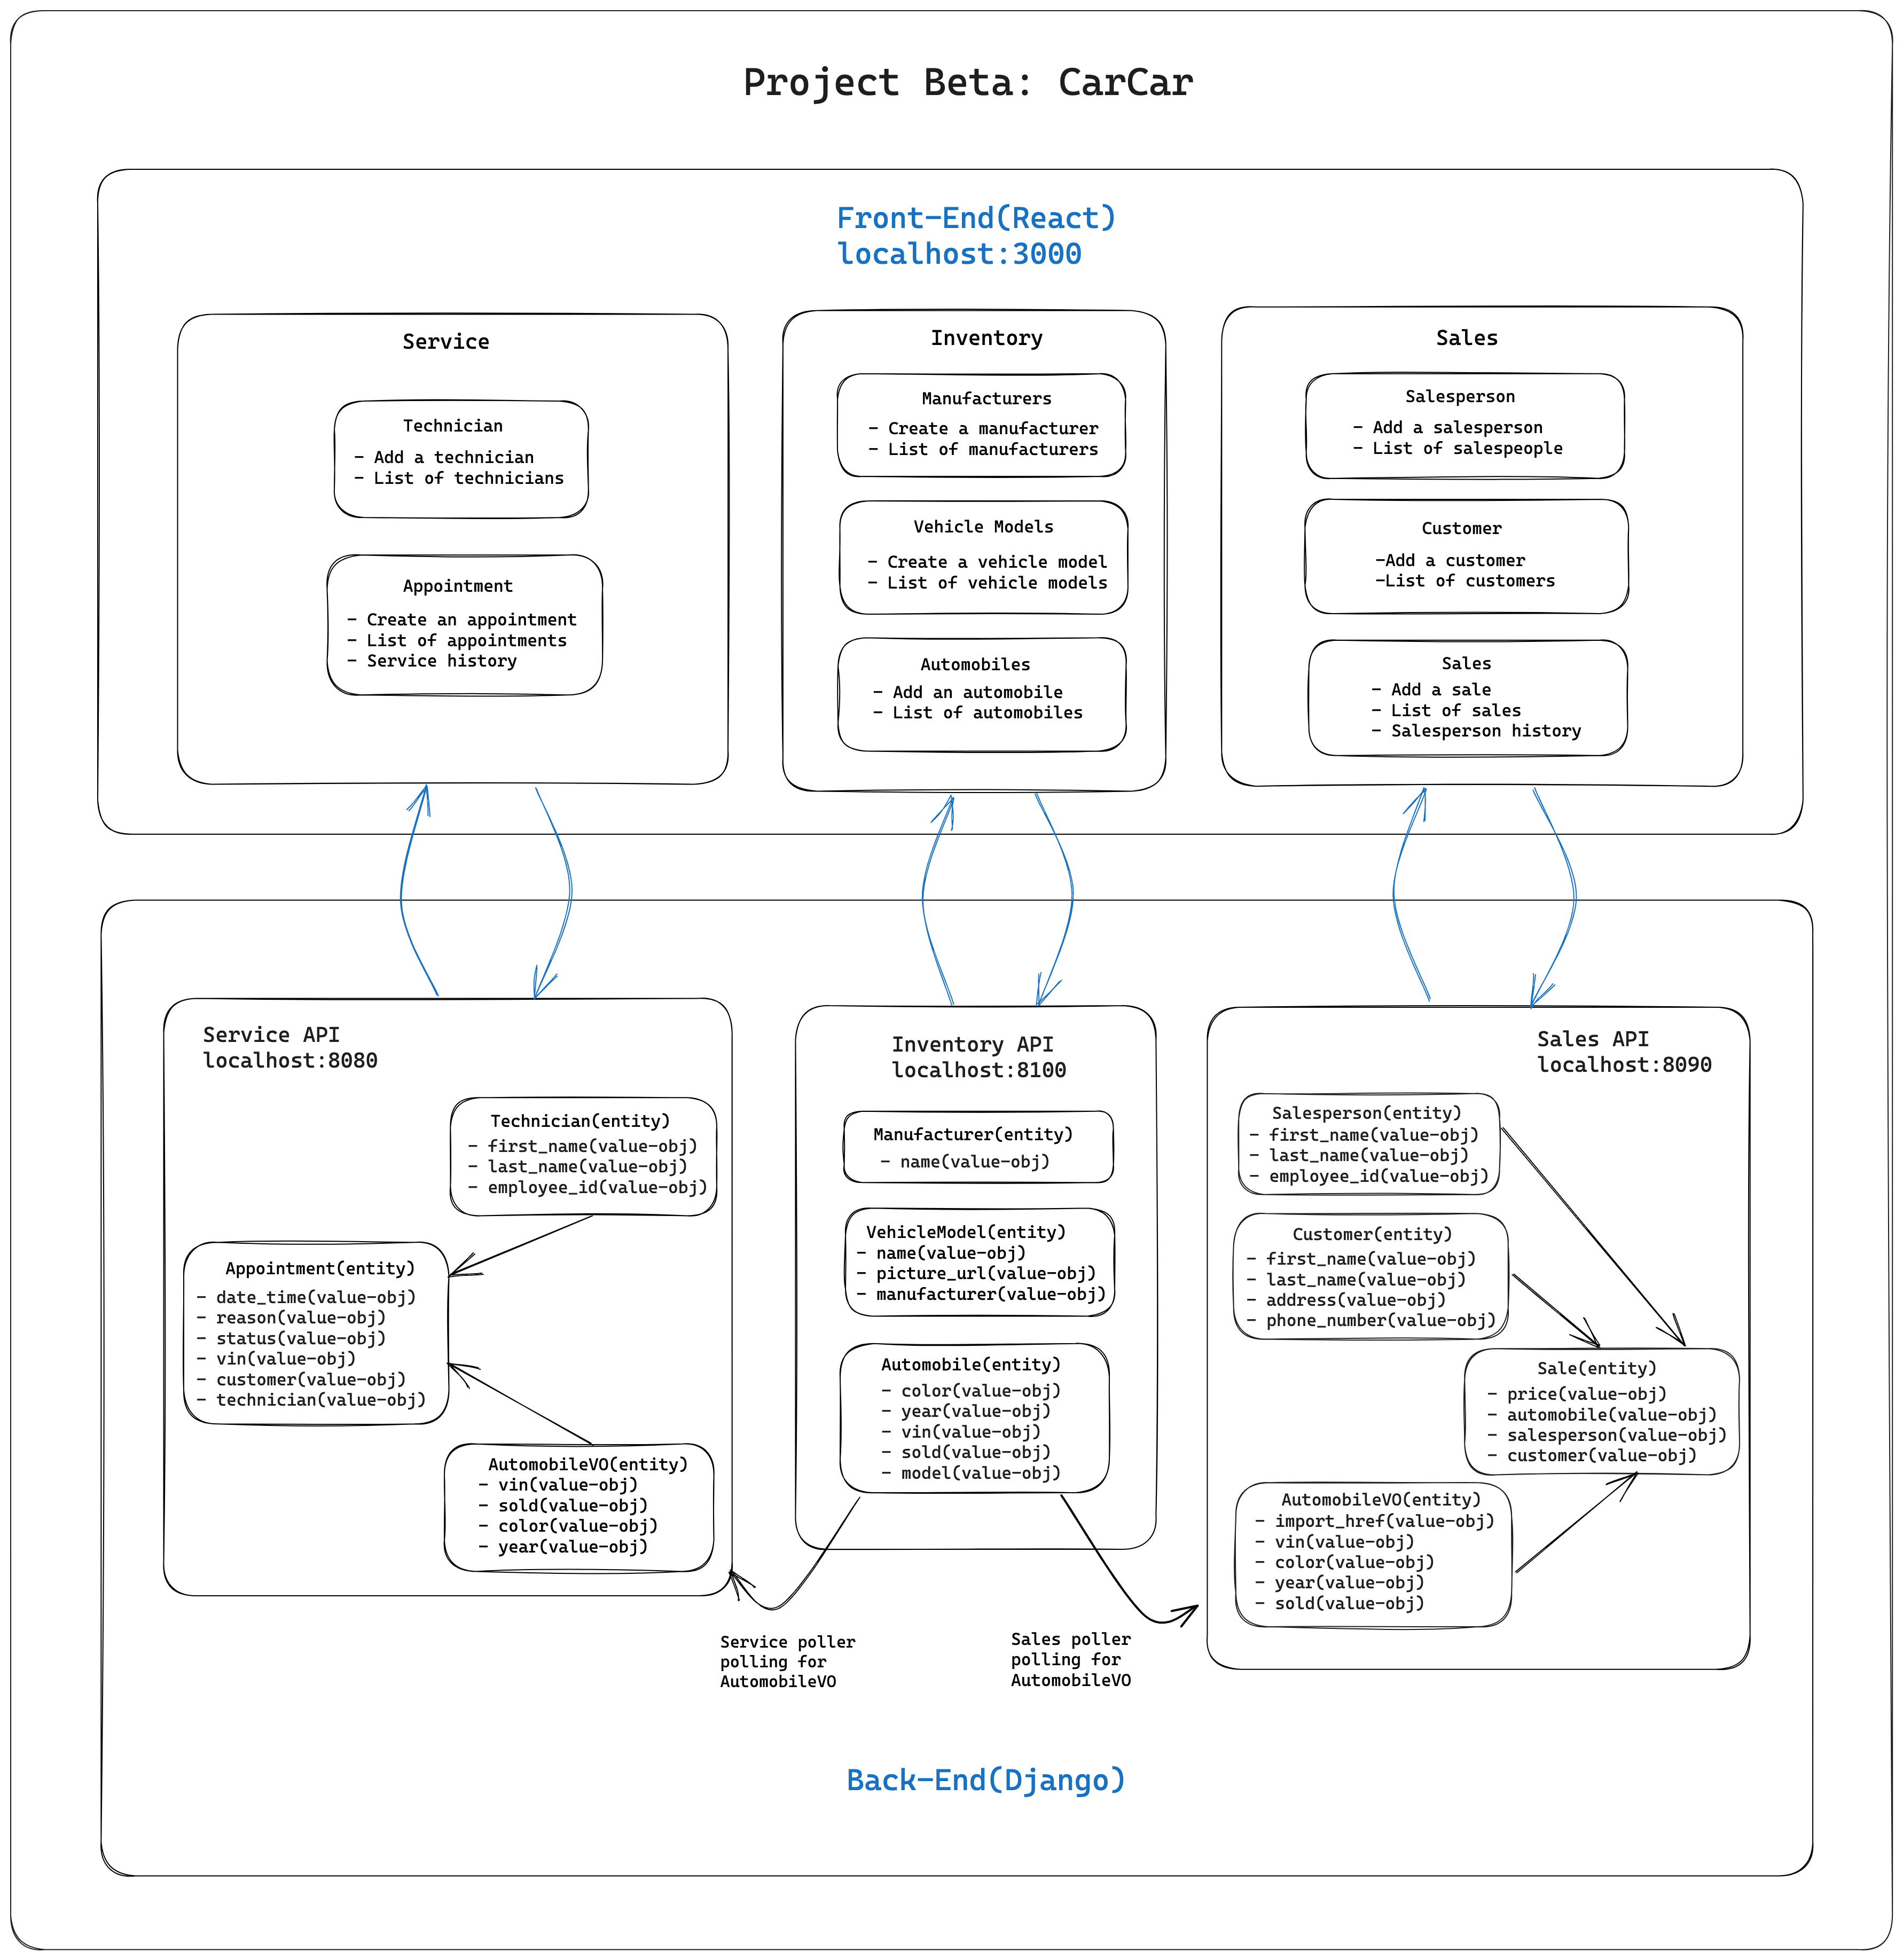 Project Beta: CarCar
Front-End(React)
localhost:3000
Service
Technician
- Add a technician
- List of technicians
Appointment
- Create an appointment
- List of appointments
- Service history
Inventory
Manufacturers
- Create a manufacturer
- List of manufacturers
Vehicle Models
- Create a vehicle model
- List of vehicle models
Automobiles
- Add an automobile
- List of automobiles
Sales
Salesperson
- Add a salesperson
- List of salespeople
Customer
-Add a customer
-List of customers
Sales
- Add a sale
- List of sales
- Salesperson history
Service API
localhost:8080
Technician(entity)
- first_name(value-obj)
- last_name(value-obj)
- employee_id(value-obj)
Appointment(entity)
- date_time(value-obj)
- reason(value-obj)
- status(value-obj)
- vin(value-obj)
- customer(value-obj)
- technician(value-obj)
AutomobileVO(entity)
- vin(value-obj)
- sold(value-obj)
- color(value-obj)
- year(value-obj)
Inventory API
localhost:8100
Manufacturer(entity)
- name(value-obj)
VehicleModel(entity)
- name(value-obj)
- picture_url(value-obj)
- manufacturer(value-obj)
Automobile(entity)
- color(value-obj)
- year(value-obj)
- vin(value-obj)
- sold(value-obj)
- model(value-obj)
Sales API
localhost:8090
Salesperson(entity)
- first_name(value-obj)
- last_name(value-obj)
- employee_id(value-obj)
Customer(entity)
- first_name(value-obj)
- last_name(value-obj)
- address(value-obj)
- phone_number(value-obj)
Sale(entity)
- price(value-obj)
- automobile(value-obj)
- salesperson(value-obj)
- customer(value-obj)
AutomobileVO(entity)
- import_href(value-obj)
- vin(value-obj)
- color(value-obj)
- year(value-obj)
- sold(value-obj)
Service poller
polling for
AutomobileVO
Sales poller
polling for
AutomobileVO
Back-End(Django)